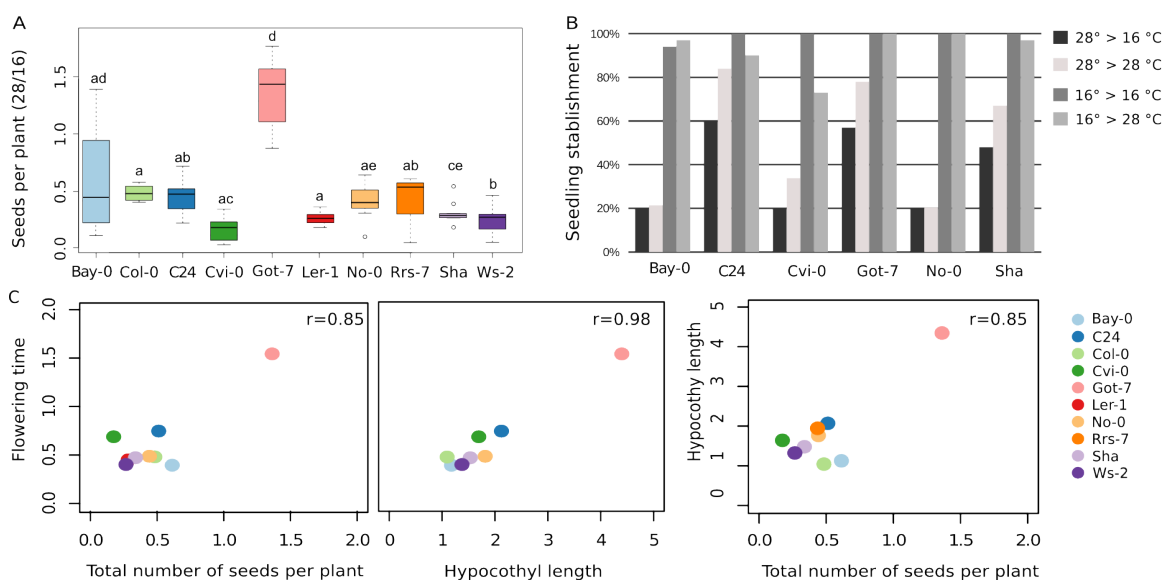 A
Seeds per plant (28/16)
0.0
0.5
1.0
1.5
ad
a
ab
ac
d
a
ae
ab
ce
b
Bay-0 Col-0 C24 Cvi-0 Got-7 Ler-1 No-0 Rrs-7 Sha Ws-2
B
Seedling stablishment
100%
80%
60%
40%
20%
0%
Bay-0 C24 Cvi-0 Got-7 No-0 Sha
28° > 16 °C
28° > 28 °C
16° > 16 °C
16° > 28 °C
C
Flowering time
0.0
0.5
1.0
1.5
2.0
r=0.85
0.0 0.5 1.0 1.5 2.0
Total number of seeds per plant
r=0.98
0 1 2 3 4 5
Hypocothyl length
Hypocothy length
0
1
2
3
4
5
r=0.85
0.0 0.5 1.0 1.5 2.0
Total number of seeds per plant
Bay-0
C24
Col-0
Cvi-0
Got-7
Ler-1
No-0
Rrs-7
Sha
Ws-2